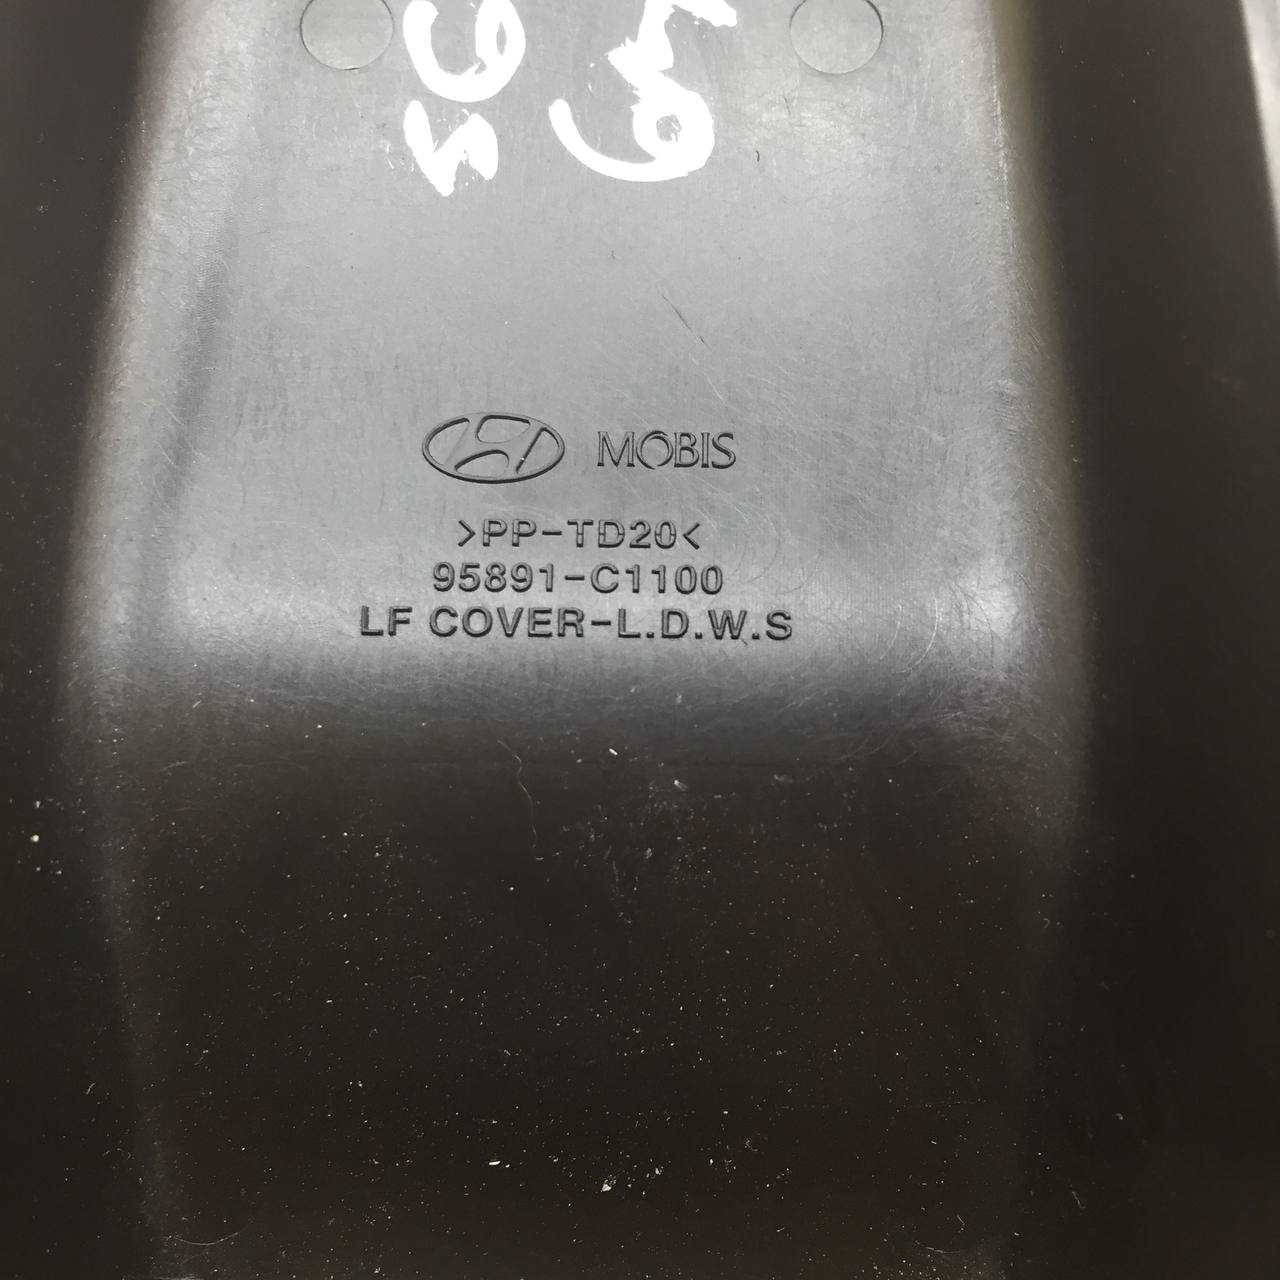 MOBIS
>PP-TD20<
95891-C1100
LF COVER-L.D.W.S